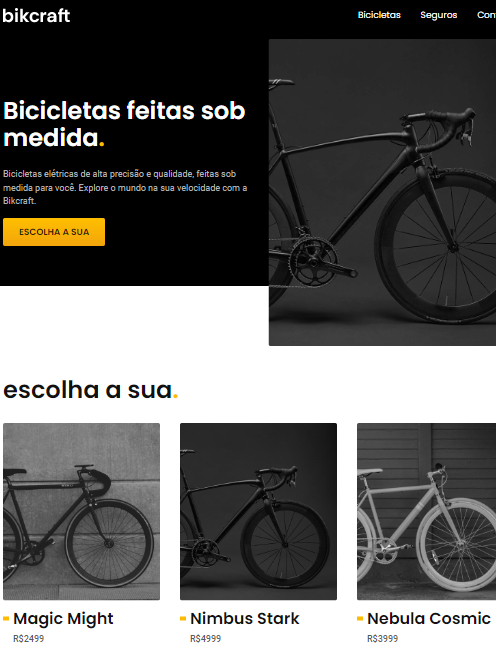 bikcraft
Bicicletas
Seguros
Bicicletas feitas sob
medida.
Bicicletas elétricas de alta precisão e qualidade, feitas sob
medida para você. Explore o mundo na sua velocidade com a
Bikcraft.
ESCOLHA A SUA
escolha a sua.
Magic Might
R$2499
Nimbus Stark
R$4999
Nebula Cosmic
R$3999